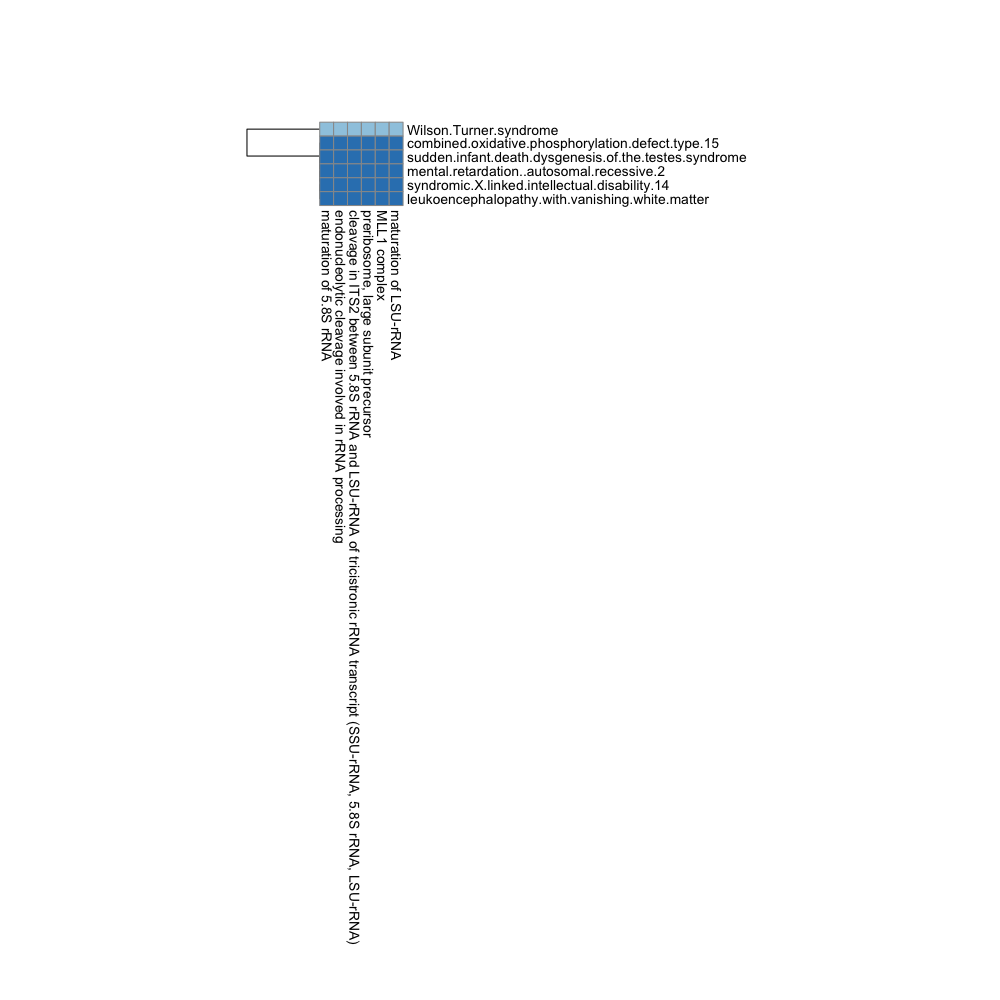 Wilson.Turner.syndrome
combined.oxidative.phosphorylation.defect.type.15
sudden.infant.death.dysgenesis.of.the.testes.syndrome
mental.retardation..autosomal.recessive.2
syndromic.X.linked.intellectual.disability.14
leukoencephalopathy.with.vanishing.white.matter
maturation of 5.8S rRNA
endonucleolytic cleavage involved in rRNA processing
cleavage in ITS2 between 5.8S rRNA and LSU-rRNA of tricistronic rRNA transcript (SSU-rRNA, 5.8S rRNA, LSU-rRNA)
preribosome, large subunit precursor
MLL1 complex
maturation of LSU-rRNA